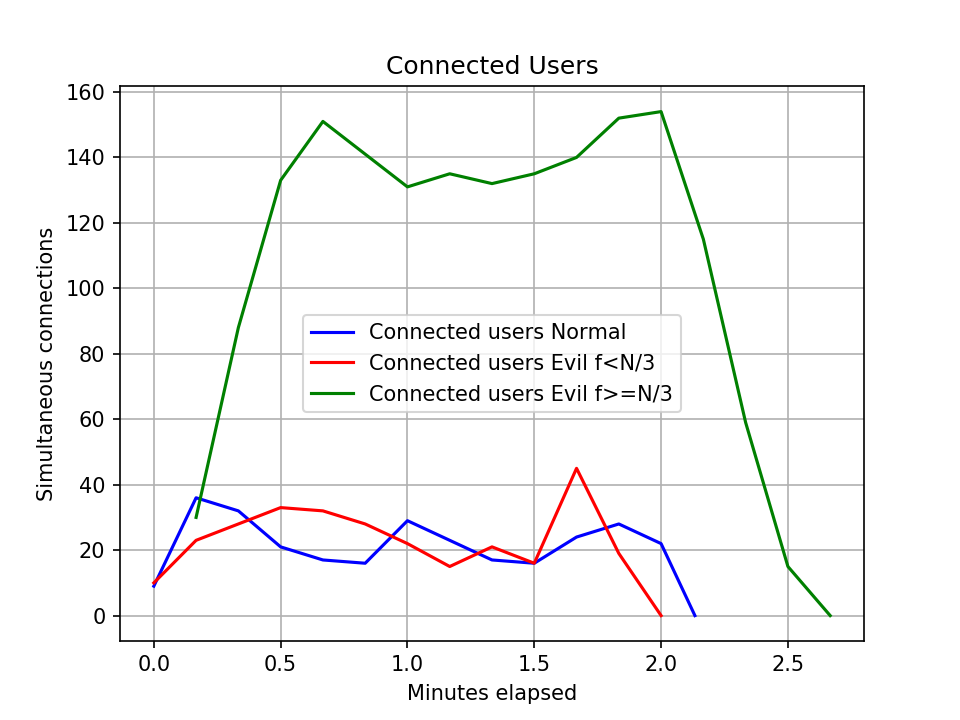 Connected Users
Simultaneous connections
160
140
120
100
80
60
40
20
0
Connected users Normal
Connected users Evil f<N/3
Connected users Evil f>=N/3
0.0 0.5 1.0 1.5 2.0 2.5
Minutes elapsed